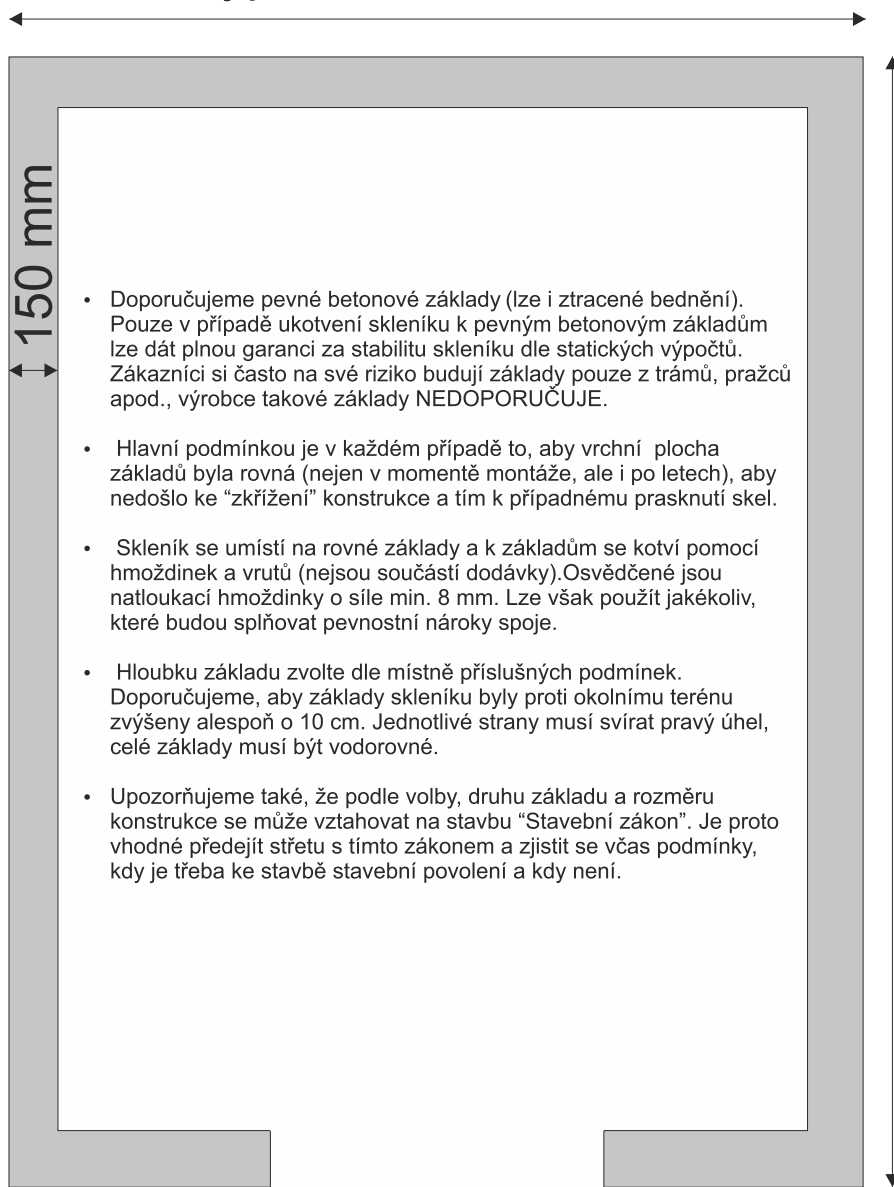 150 mm
• Doporučujeme pevné betonové základy (lze i ztracené bednění).
Pouze v případě ukotvení skleníku k pevným betonovým základům
lze dát plnou garanci za stabilitu skleníku dle statických výpočtů.
Zákazníci si často na své riziko budují základy pouze z trámů, pražců
apod., výrobce takové základy NEDOPORUČUJE.
• Hlavní podmínkou je v každém případě to, aby vrchní plocha
základů byla rovná (nejen v momentě montáže, ale i po letech), aby
nedošlo ke “zkřížení” konstrukce a tím k případnému prasknutí skel.
• Skleník se umístí na rovné základy a k základům se kotví pomocí
hmoždinek a vrutů (nejsou součástí dodávky).Osvědčené jsou
natloukací hmoždinky o síle min. 8 mm. Lze však použít jakékoliv,
které budou splňovat pevnostní nároky spoje.
• Hloubku základu zvolte dle místně příslušných podmínek.
Doporučujeme, aby základy skleníku byly proti okolnímu terénu
zvýšeny alespoň o 10 cm. Jednotlivé strany musí svírat pravý úhel,
celé základy musí být vodorovné.
• Upozorňujeme také, že podle volby, druhu základu a rozměru
konstrukce se může vztahovat na stavbu “Stavební zákon”. Je proto
vhodné předejít střetu s tímto zákonem a zjistit se včas podmínky,
kdy je třeba ke stavbě stavební povolení a kdy není.